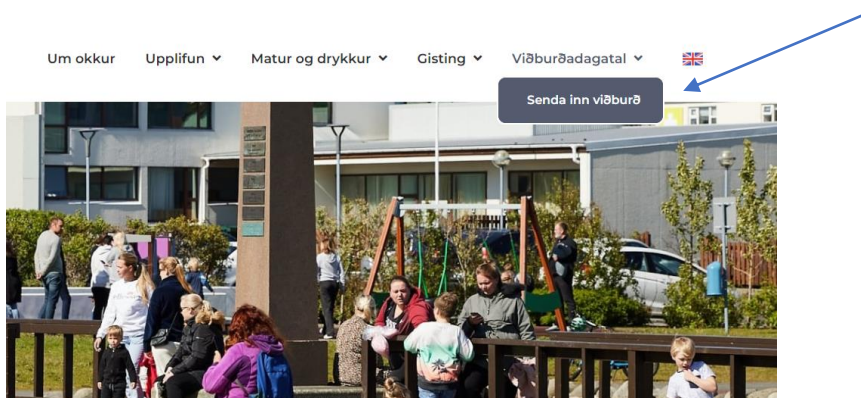 Um okkur Upplifun Matur og drykkur Gisting Viðburðadagatal
Senda inn viðburð